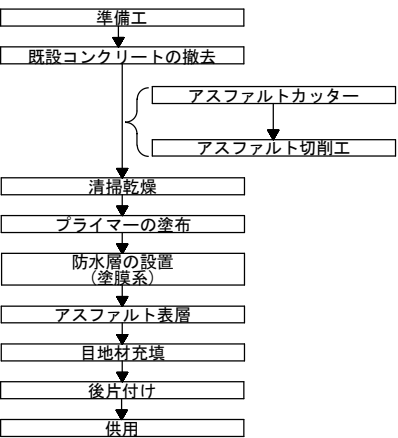 準備工
既設コンクリートの撤去
アスファルトカッター
アスファルト切削工
清掃乾燥
プライマーの塗布
防水層の設置
（塗膜系）
アスファルト表層
目地材充填
後片付け
供用